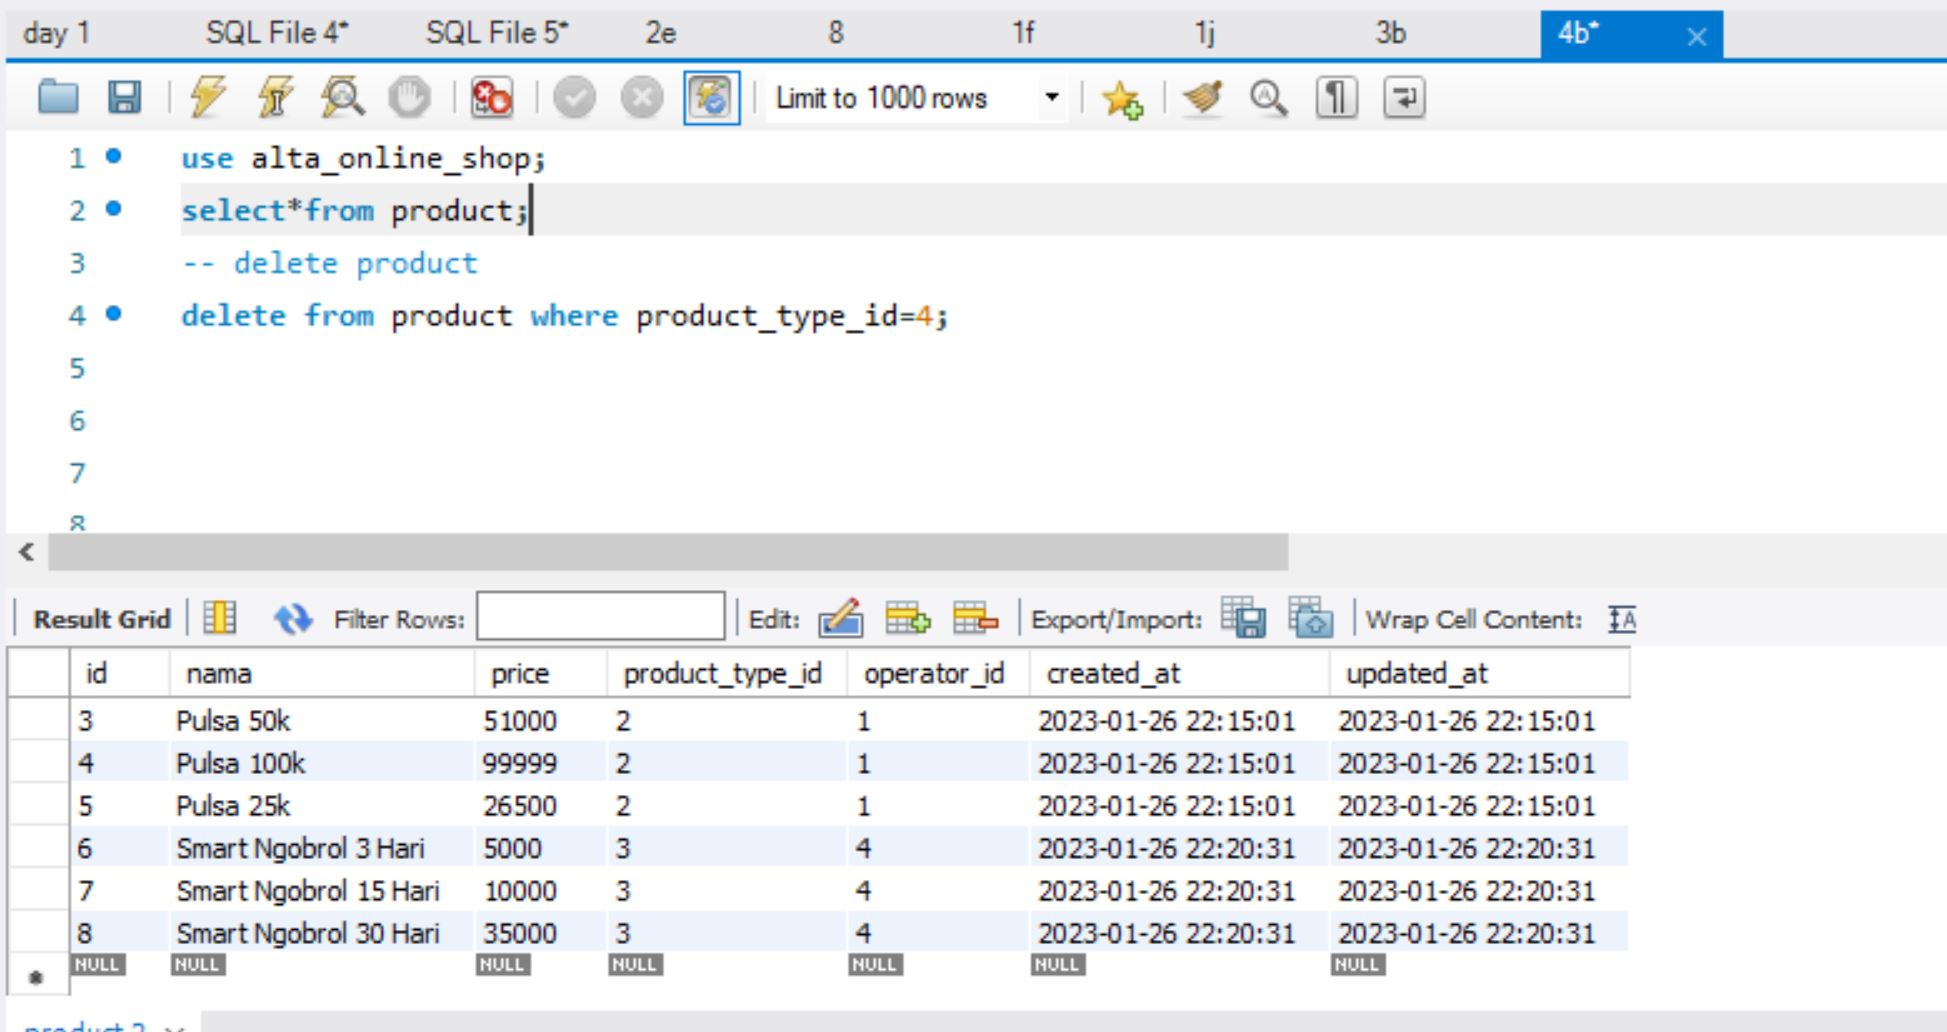 day 1 SQL File 4* SQL File 5* 2e 8 1f 1j 3b 4b* ×
Limit to 1000 rows
1 use alta_online_shop;
2 select*from product;
3 -- delete product
4 delete from product where product_type_id=4;
5
6
7
8
Result Grid Filter Rows: Edit: Export/Import: Wrap Cell Content:
id nama price product_type_id operator_id created_at updated_at
3 Pulsa 50k 51000 2 1 2023-01-26 22:15:01 2023-01-26 22:15:01
4 Pulsa 100k 99999 2 1 2023-01-26 22:15:01 2023-01-26 22:15:01
5 Pulsa 25k 26500 2 1 2023-01-26 22:15:01 2023-01-26 22:15:01
6 Smart Ngobrol 3 Hari 5000 3 4 2023-01-26 22:20:31 2023-01-26 22:20:31
7 Smart Ngobrol 15 Hari 10000 3 4 2023-01-26 22:20:31 2023-01-26 22:20:31
8 Smart Ngobrol 30 Hari 35000 3 4 2023-01-26 22:20:31 2023-01-26 22:20:31
NULL NULL NULL NULL NULL NULL NULL
product